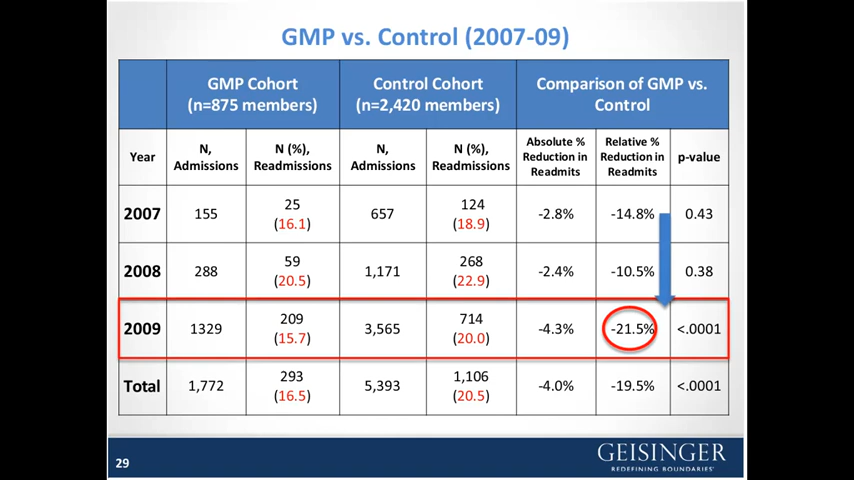 GMP vs. Control (2007-09)
GMP Cohort
(n=875 members)
Control Cohort
(n=2,420 members)
Comparison of GMP vs.
Control
Year
N,
Admissions
N (%),
Readmissions
N,
Admissions
N (%),
Readmissions
Absolute %
Reduction in
Readmits
Relative %
Reduction in
Readmits
p-value
2007
155
25
(16.1)
657
124
(18.9)
-2.8%
-14.8%
0.43
2008
288
59
(20.5)
1,171
268
(22.9)
-2.4%
-10.5%
0.38
2009
1329
209
(15.7)
3,565
714
(20.0)
-4.3%
-21.5%
<.0001
Total
1,772
293
(16.5)
5,393
1,106
(20.5)
-4.0%
-19.5%
<.0001
29
GEISINGER
REDEFINING BOUNDARIES